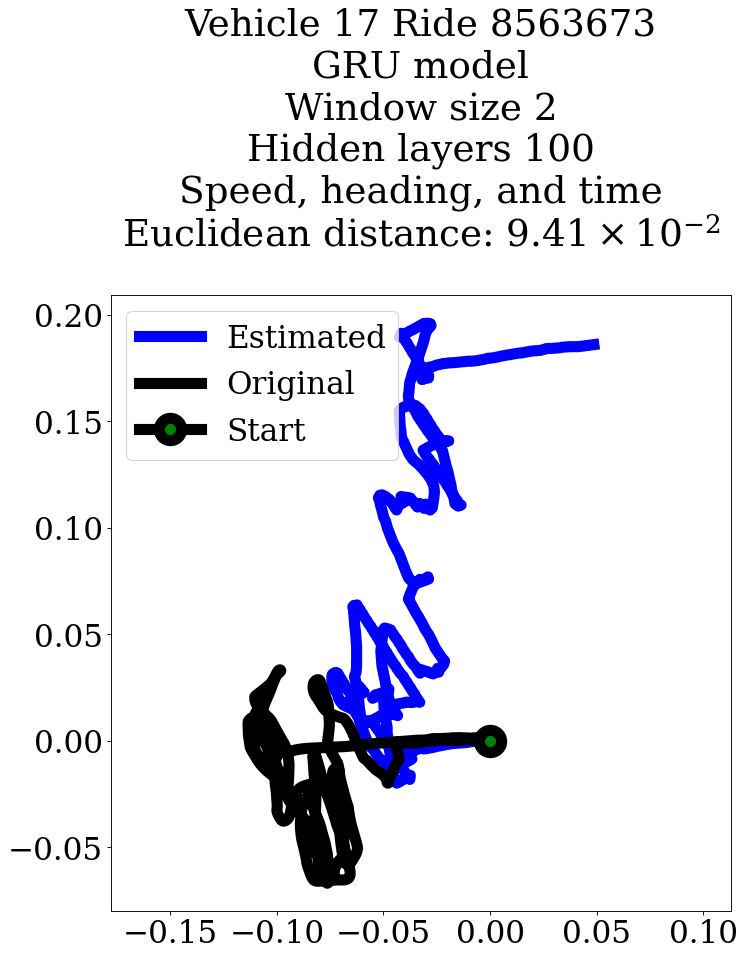 Vehicle 17 Ride 8563673
GRU model
Window size 2
Hidden layers 100
Speed, heading, and time
Euclidean distance: 9.41 × 10⁻²
Estimated
Original
Start
0.20
0.15
0.10
0.05
0.00
−0.05
−0.15 −0.10 −0.05 0.00 0.05 0.10